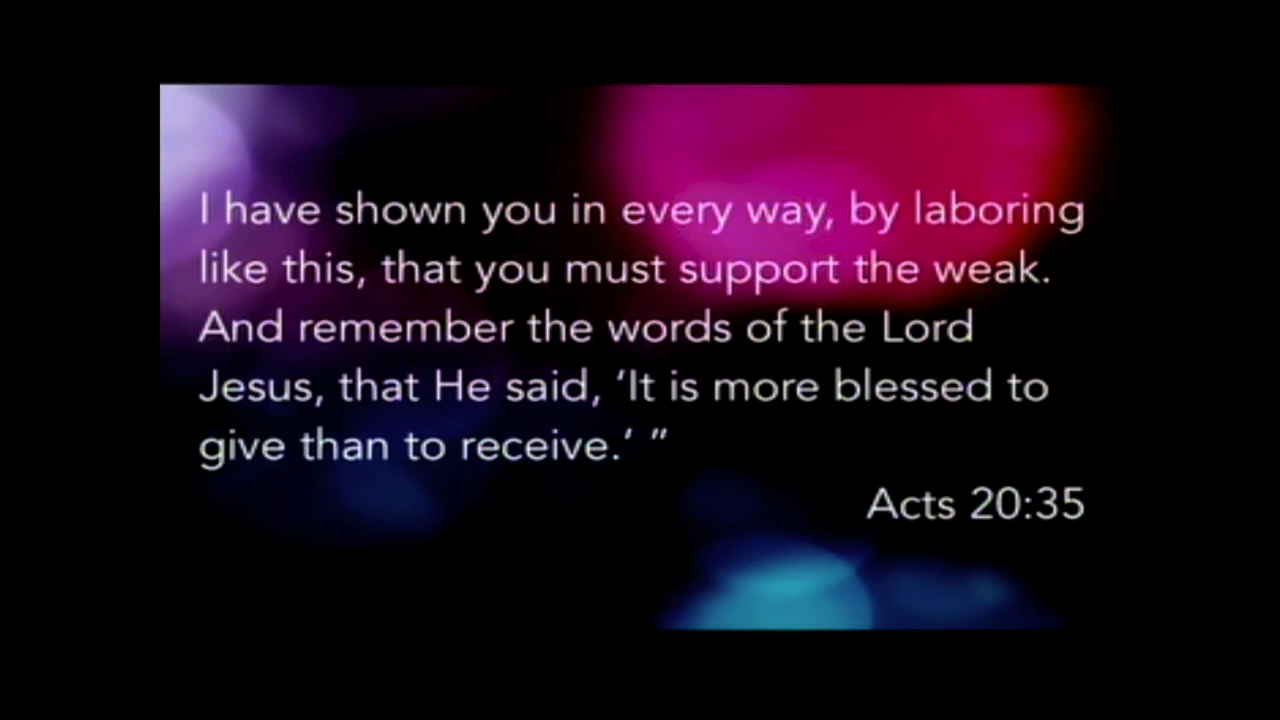 I have shown you in every way, by laboring
like this, that you must support the weak.
And remember the words of the Lord
Jesus, that He said, ‘It is more blessed to
give than to receive.’ ”
Acts 20:35